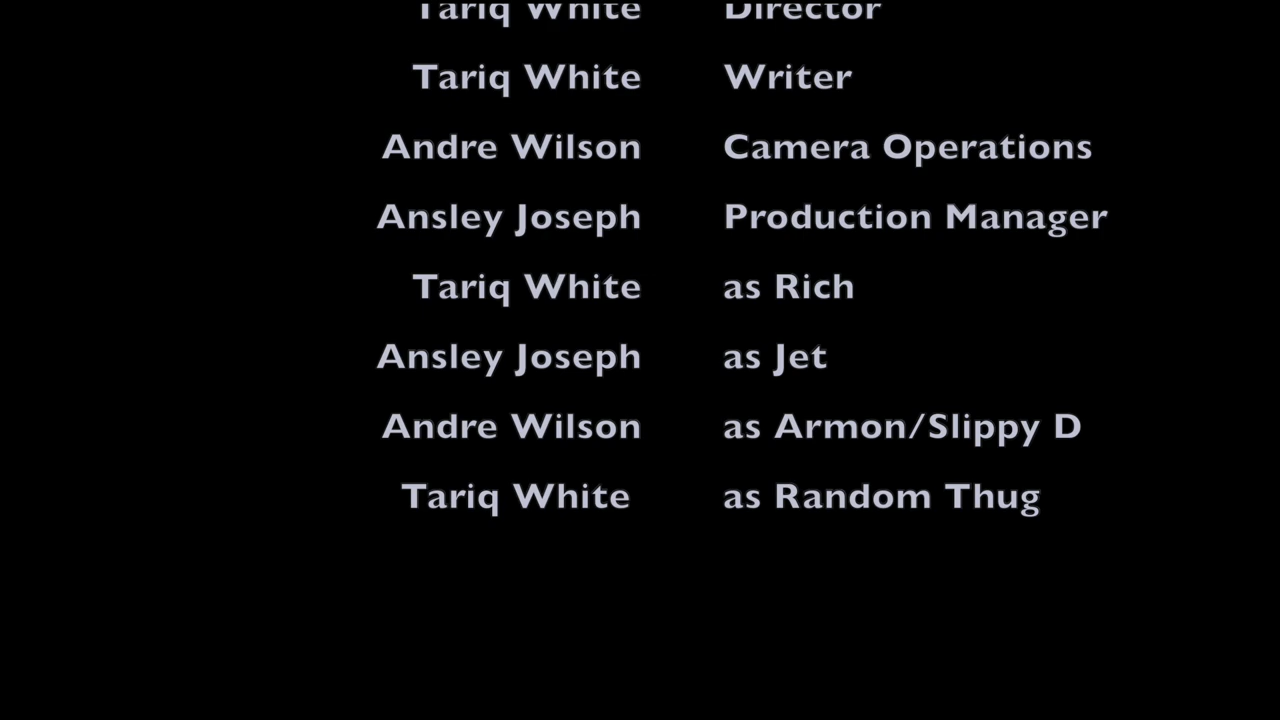 Tariq White Director
Tariq White Writer
Andre Wilson Camera Operations
Ansley Joseph Production Manager
Tariq White as Rich
Ansley Joseph as Jet
Andre Wilson as Armon/Slippy D
Tariq White as Random Thug